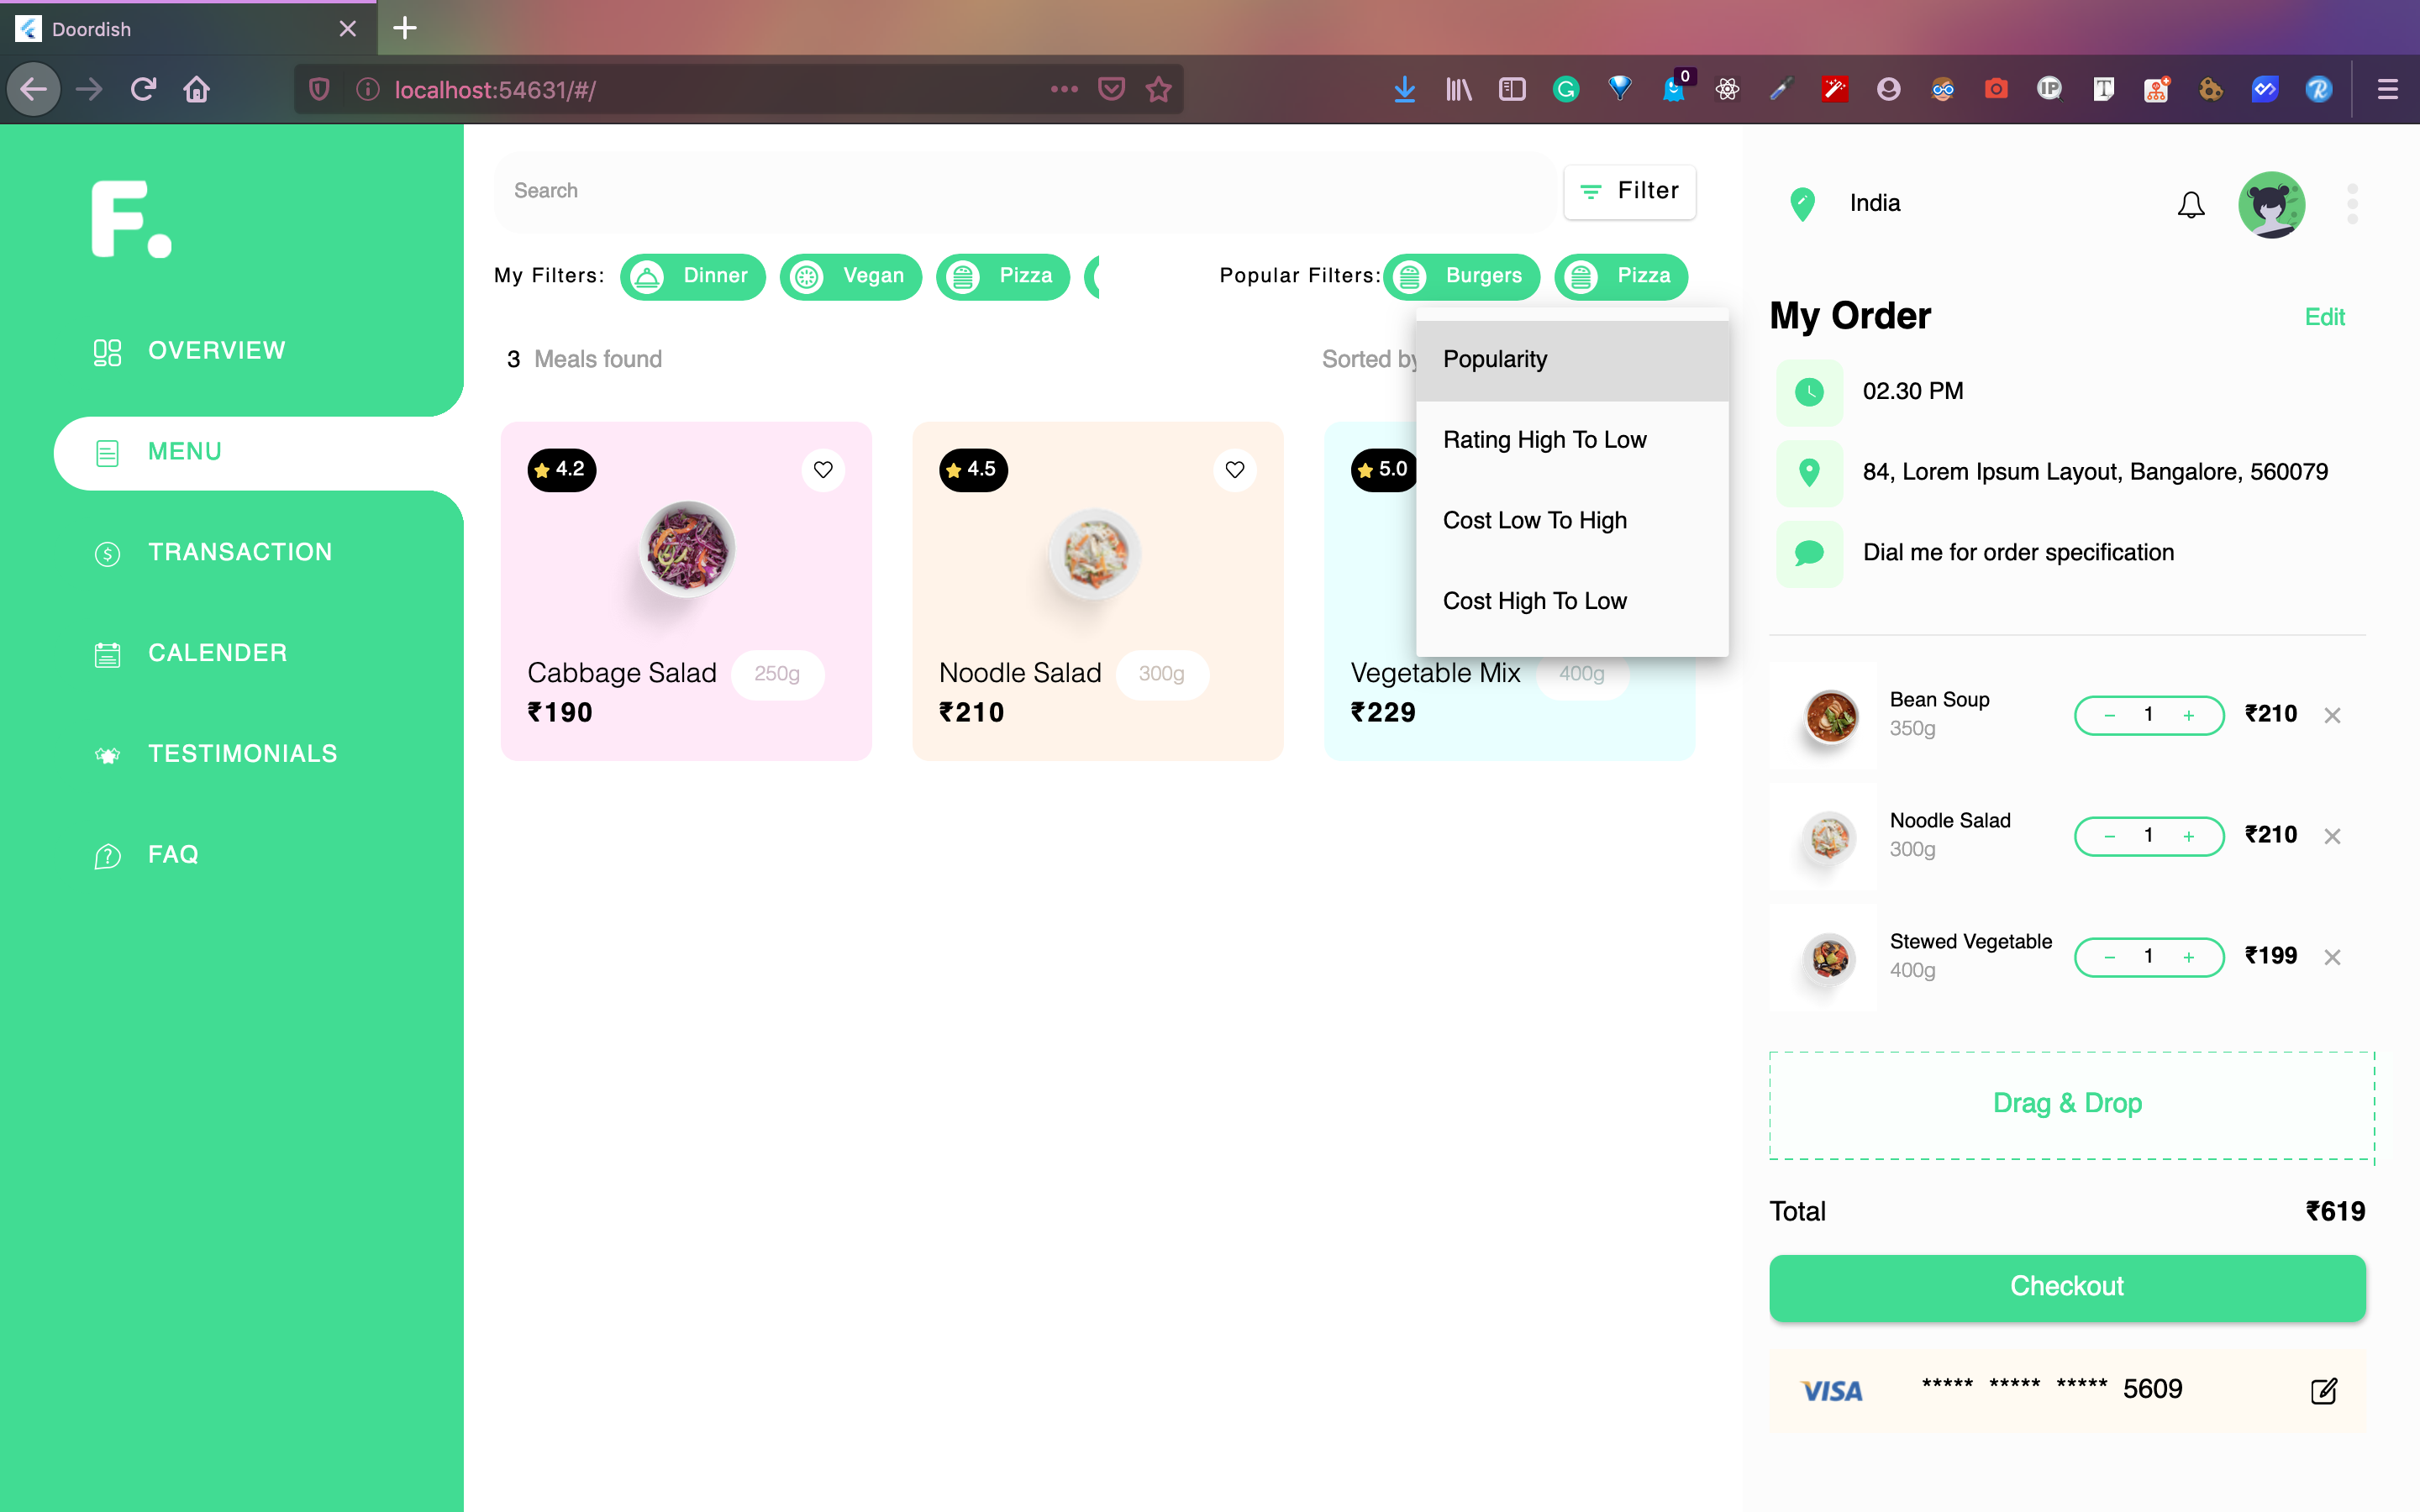 Doordish
localhost:54631/#/
0
F.
OVERVIEW
MENU
TRANSACTION
CALENDER
TESTIMONIALS
FAQ
Search
Filter
My Filters: Dinner Vegan Pizza
Popular Filters: Burgers Pizza
3 Meals found
Sorted by
Popularity
Rating High To Low
Cost Low To High
Cost High To Low
4.2
Cabbage Salad 250g
₹190
4.5
Noodle Salad 300g
₹210
5.0
Vegetable Mix 400g
₹229
India
My Order Edit
02.30 PM
84, Lorem Ipsum Layout, Bangalore, 560079
Dial me for order specification
Bean Soup
350g
− 1 + ₹210
Noodle Salad
300g
− 1 + ₹210
Stewed Vegetable
400g
− 1 + ₹199
Drag & Drop
Total ₹619
Checkout
VISA ***** ***** ***** 5609